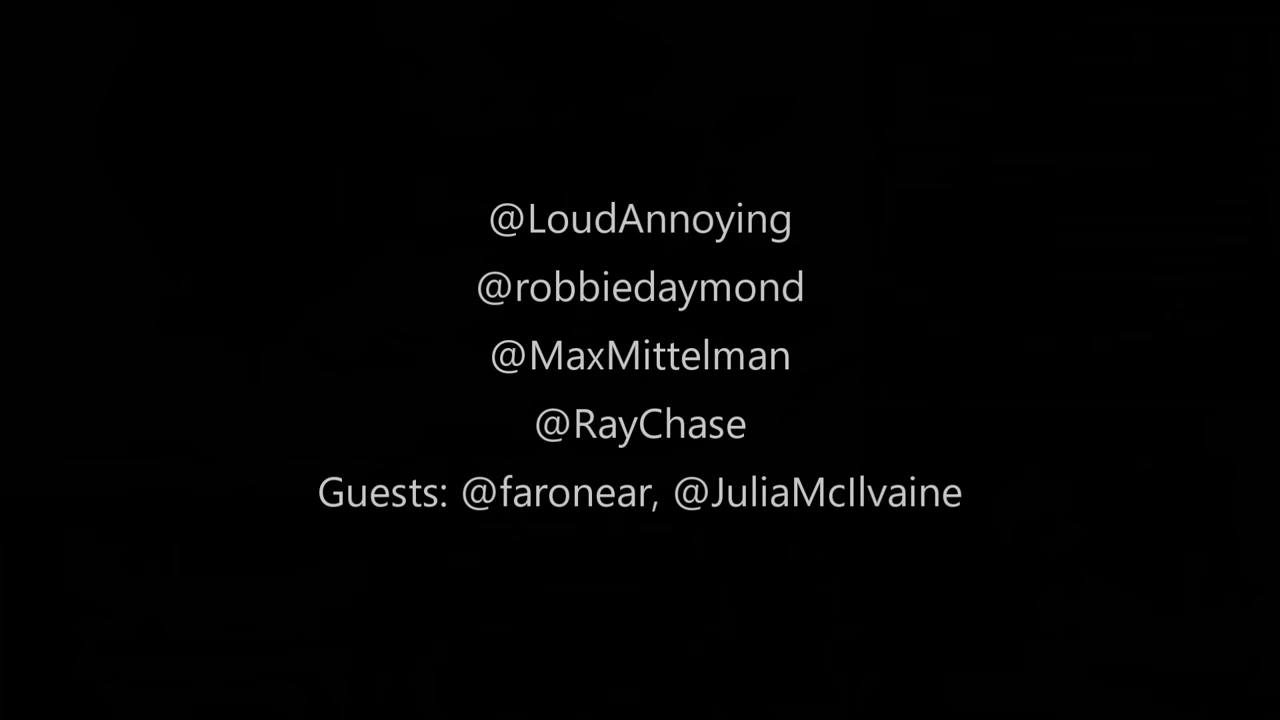 @LoudAnnoying
@robbiedaymond
@MaxMittelman
@RayChase
Guests: @faronear, @JuliaMcIlvaine